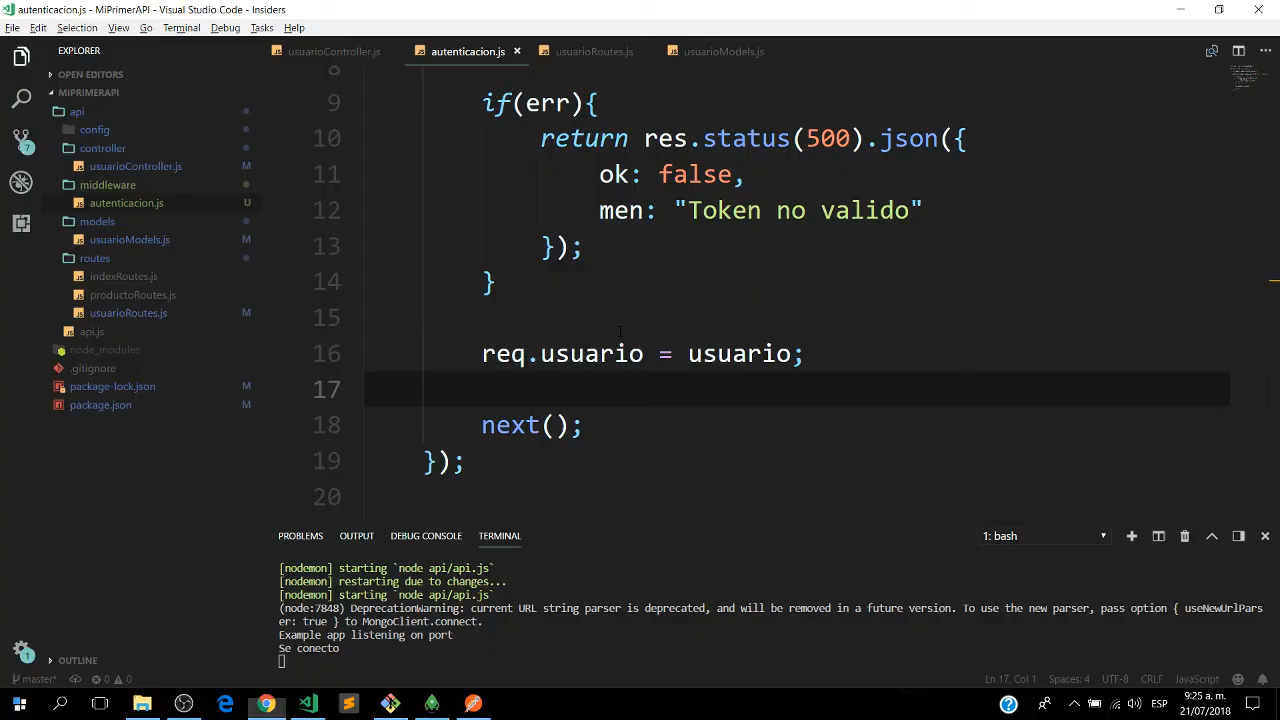 autenticacion.js - MiPrimerAPI - Visual Studio Code - Insiders
File Edit Selection View Go Terminal Debug Tasks Help
EXPLORER
OPEN EDITORS
MIPRIMERAPI
api
config
controller
usuarioController.js M
middleware
autenticacion.js U
models
usuarioModels.js M
routes
indexRoutes.js
productoRoutes.js
usuarioRoutes.js M
api.js
node_modules
.gitignore
package-lock.json M
package.json M
OUTLINE
7
1
usuarioController.js autenticacion.js usuarioRoutes.js usuarioModels.js
8
9 if(err){
10 return res.status(500).json({
11 ok: false,
12 men: "Token no valido"
13 });
14 }
15
16 req.usuario = usuario;
17
18 next();
19 });
20
PROBLEMS OUTPUT DEBUG CONSOLE TERMINAL 1: bash
[nodemon] starting `node api/api.js`
[nodemon] restarting due to changes...
[nodemon] starting `node api/api.js`
(node:7848) DeprecationWarning: current URL string parser is deprecated, and will be removed in a future version. To use the new parser, pass option { useNewUrlPars
er: true } to MongoClient.connect.
Example app listening on port
Se conecto
master* 0 0 Ln 17, Col 1 Spaces: 4 UTF-8 CRLF JavaScript
ESP 9:25 a. m.
21/07/2018